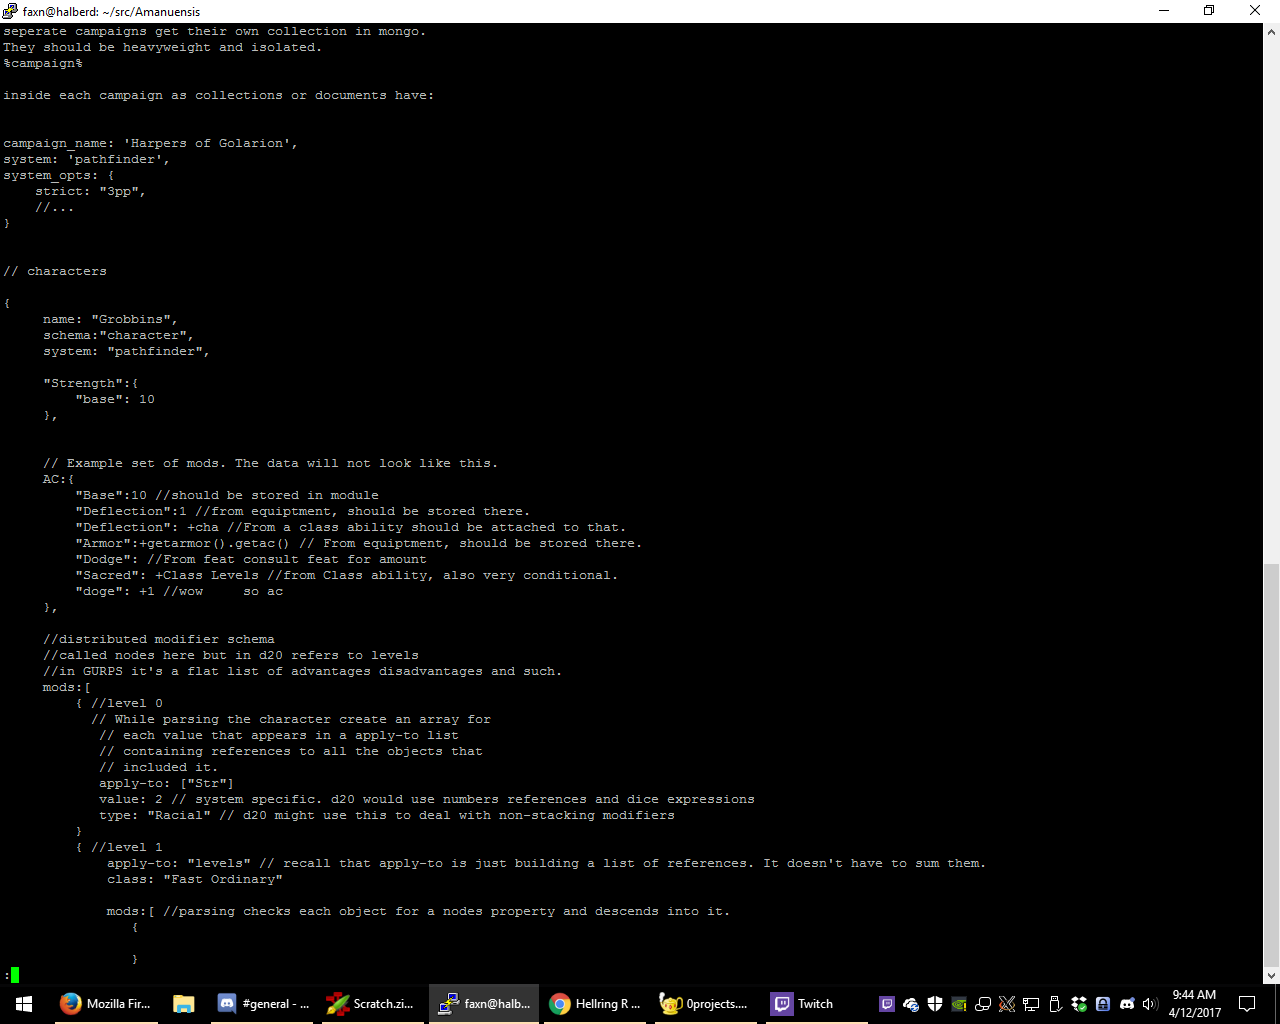 faxn@halberd: ~/src/Amanuensis
seperate campaigns get their own collection in mongo.
They should be heavyweight and isolated.
%campaign%
inside each campaign as collections or documents have:
campaign_name: 'Harpers of Golarion',
system: 'pathfinder',
system_opts: {
    strict: "3pp",
    //...
}
// characters
{
     name: "Grobbins",
     schema:"character",
     system: "pathfinder",
     "Strength":{
         "base": 10
     },
     // Example set of mods. The data will not look like this.
     AC:{
         "Base":10 //should be stored in module
         "Deflection":1 //from equiptment, should be stored there.
         "Deflection": +cha //From a class ability should be attached to that.
         "Armor":+getarmor().getac() // From equiptment, should be stored there.
         "Dodge": //From feat consult feat for amount
         "Sacred": +Class Levels //from Class ability, also very conditional.
         "doge": +1 //wow     so ac
     },
     //distributed modifier schema
     //called nodes here but in d20 refers to levels
     //in GURPS it's a flat list of advantages disadvantages and such.
     mods:[
         { //level 0
           // While parsing the character create an array for
            // each value that appears in a apply-to list
            // containing references to all the objects that
            // included it.
            apply-to: ["Str"]
            value: 2 // system specific. d20 would use numbers references and dice expressions
            type: "Racial" // d20 might use this to deal with non-stacking modifiers
         }
         { //level 1
             apply-to: "levels" // recall that apply-to is just building a list of references. It doesn't have to sum them.
             class: "Fast Ordinary"
             mods:[ //parsing checks each object for a nodes property and descends into it.
                {
                }
:
Mozilla Fir...
#general - ...
Scratch.zi...
faxn@halb...
Hellring R ...
0projects....
Twitch
9:44 AM
4/12/2017